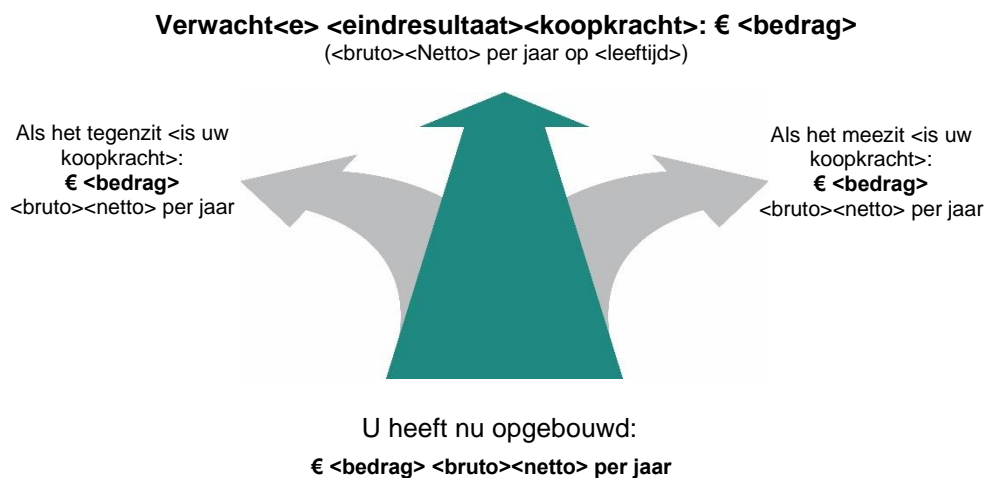 Verwacht<e> <eindresultaat><koopkracht>: € <bedrag>
(<bruto><Netto> per jaar op <leeftijd>)
Als het tegenzit <is uw
koopkracht>:
€ <bedrag>
<bruto><netto> per jaar
Als het meezit <is uw
koopkracht>:
€ <bedrag>
<bruto><netto> per jaar
U heeft nu opgebouwd:
€ <bedrag> <bruto><netto> per jaar